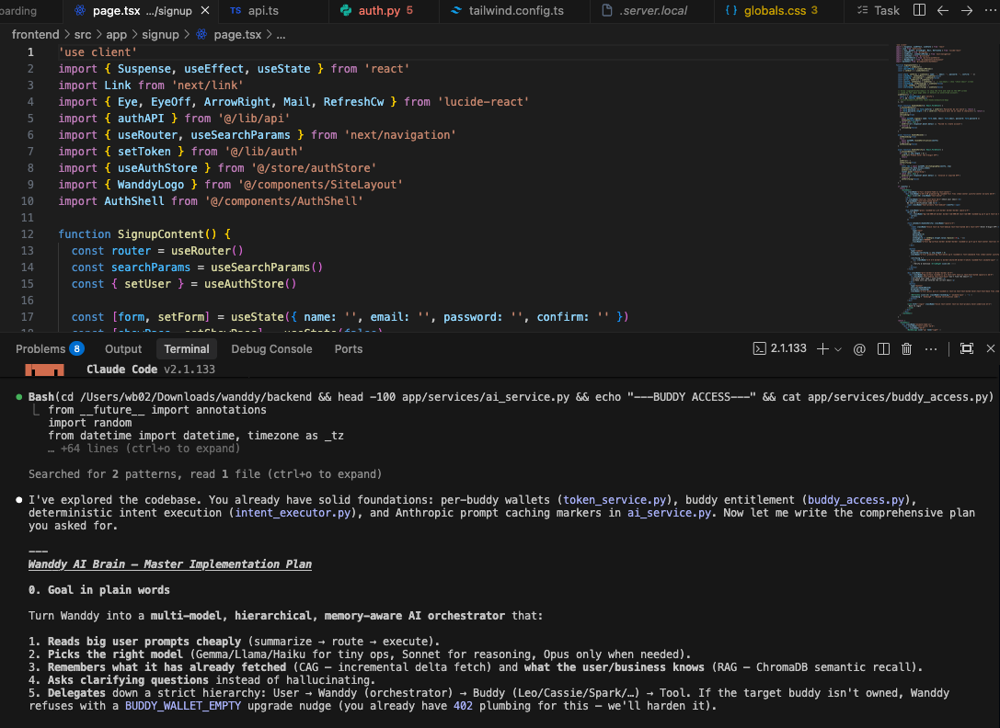 oarding page.tsx .../signup TS api.ts auth.py 5 tailwind.config.ts .server.local {} globals.css 3 Task
frontend > src > app > signup > page.tsx > ...
1 'use client'
2 import { Suspense, useEffect, useState } from 'react'
3 import Link from 'next/link'
4 import { Eye, EyeOff, ArrowRight, Mail, RefreshCw } from 'lucide-react'
5 import { authAPI } from '@/lib/api'
6 import { useRouter, useSearchParams } from 'next/navigation'
7 import { setToken } from '@/lib/auth'
8 import { useAuthStore } from '@/store/authStore'
9 import { WanddyLogo } from '@/components/SiteLayout'
10 import AuthShell from '@/components/AuthShell'
11
12 function SignupContent() {
13 const router = useRouter()
14 const searchParams = useSearchParams()
15 const { setUser } = useAuthStore()
16
17 const [form, setForm] = useState({ name: '', email: '', password: '', confirm: '' })
Problems 8 Output Terminal Debug Console Ports 2.1.133
Claude Code v2.1.133
Bash(cd /Users/wb02/Downloads/wanddy/backend && head -100 app/services/ai_service.py && echo "---BUDDY ACCESS---" && cat app/services/buddy_access.py)
from __future__ import annotations
import random
from datetime import datetime, timezone as _tz
… +64 lines (ctrl+o to expand)
Searched for 2 patterns, read 1 file (ctrl+o to expand)
I've explored the codebase. You already have solid foundations: per-buddy wallets (token_service.py), buddy entitlement (buddy_access.py),
deterministic intent execution (intent_executor.py), and Anthropic prompt caching markers in ai_service.py. Now let me write the comprehensive plan
you asked for.
---
Wanddy AI Brain — Master Implementation Plan
0. Goal in plain words
Turn Wanddy into a multi-model, hierarchical, memory-aware AI orchestrator that:
1. Reads big user prompts cheaply (summarize → route → execute).
2. Picks the right model (Gemma/Llama/Haiku for tiny ops, Sonnet for reasoning, Opus only when needed).
3. Remembers what it has already fetched (CAG — incremental delta fetch) and what the user/business knows (RAG — ChromaDB semantic recall).
4. Asks clarifying questions instead of hallucinating.
5. Delegates down a strict hierarchy: User → Wanddy (orchestrator) → Buddy (Leo/Cassie/Spark/…) → Tool. If the target buddy isn't owned, Wanddy
refuses with a BUDDY_WALLET_EMPTY upgrade nudge (you already have 402 plumbing for this — we'll harden it).